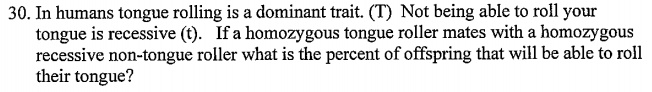 30. In humans tongue rolling is a dominant trait. (T) Not being able to roll your
tongue is recessive (t). If a homozygous tongue roller mates with a homozygous
recessive non-tongue roller what is the percent of offspring that will be able to roll
their tongue?